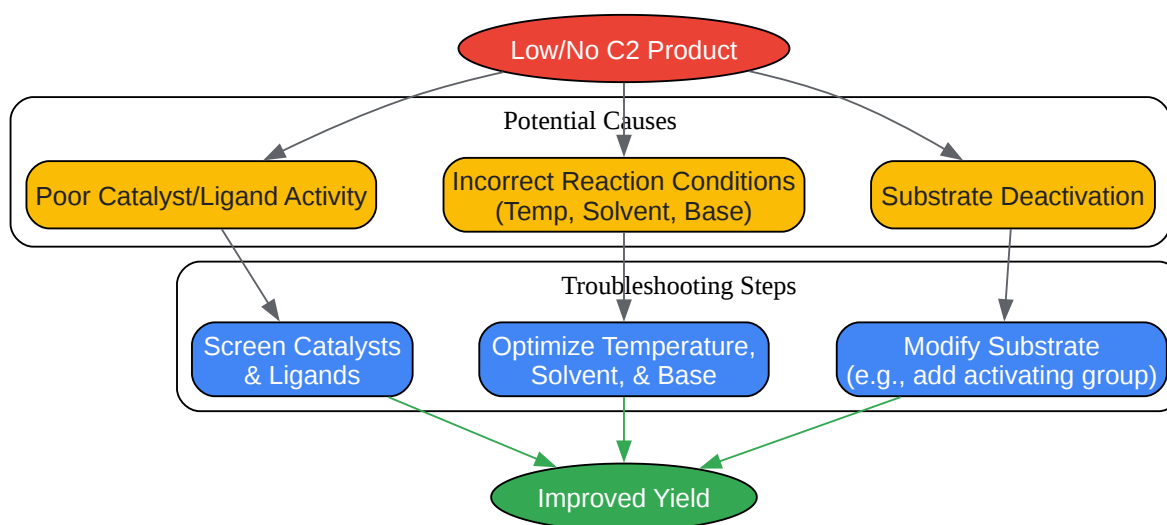 Low/No C2 Product
Potential Causes
Poor Catalyst/Ligand Activity
Incorrect Reaction Conditions
(Temp, Solvent, Base)
Substrate Deactivation
Troubleshooting Steps
Screen Catalysts
& Ligands
Optimize Temperature,
Solvent, & Base
Modify Substrate
(e.g., add activating group)
Improved Yield